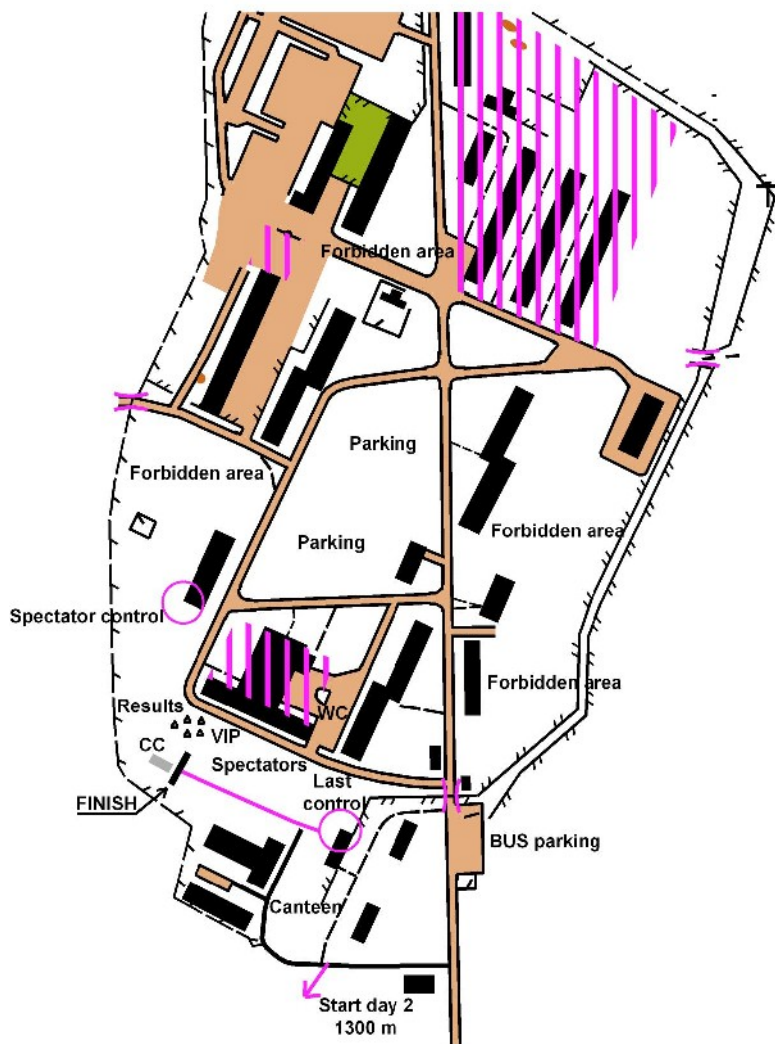 Forbidden area
Parking
Forbidden area
Forbidden area
Parking
Spectator control
Forbidden area
Results
WC
VIP
CC
Spectators
Last
control
FINISH
BUS parking
Canteen
Start day 2
1300 m